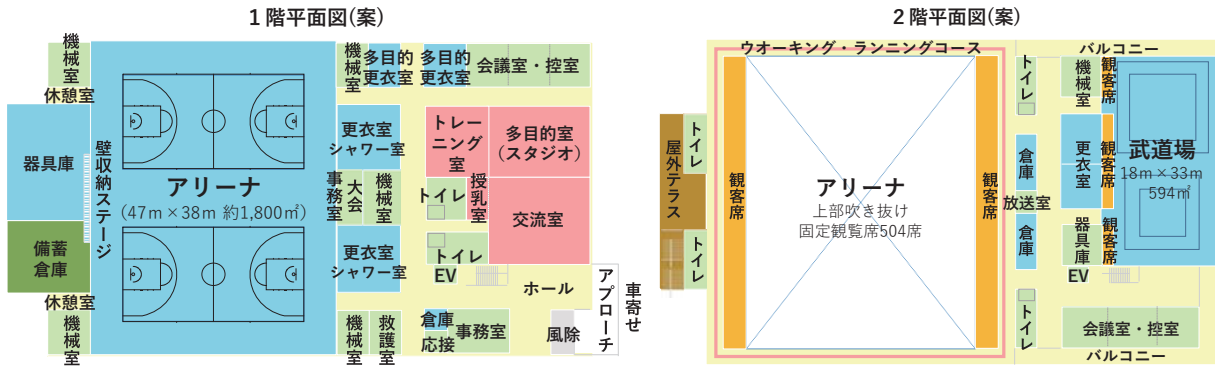 1階平面図(案)
機械室
休憩室
器具庫
備蓄
倉庫
休憩室
機械室
壁収納ステージ
アリーナ
(47m×38m 約1,800㎡)
機械室
多目的
更衣室
多目的
更衣室
会議室・控室
更衣室
シャワー室
トレー
ニング
室
多目的室
(スタジオ)
大会
事務室
機械室
トイレ
授乳室
交流室
更衣室
シャワー室
トイレ
EV
ホール
機械室
救護室
倉庫
応接
事務室
風除
アプローチ
車寄せ
2階平面図(案)
ウオーキング・ランニングコース
屋外テラス
トイレ
トイレ
観客席
アリーナ
上部吹き抜け
固定観覧席504席
観客席
トイレ
倉庫
放送室
倉庫
トイレ
バルコニー
機械室
観客席
更衣室
観客席
武道場
18m×33m
594㎡
器具庫
観客席
EV
会議室・控室
バルコニー